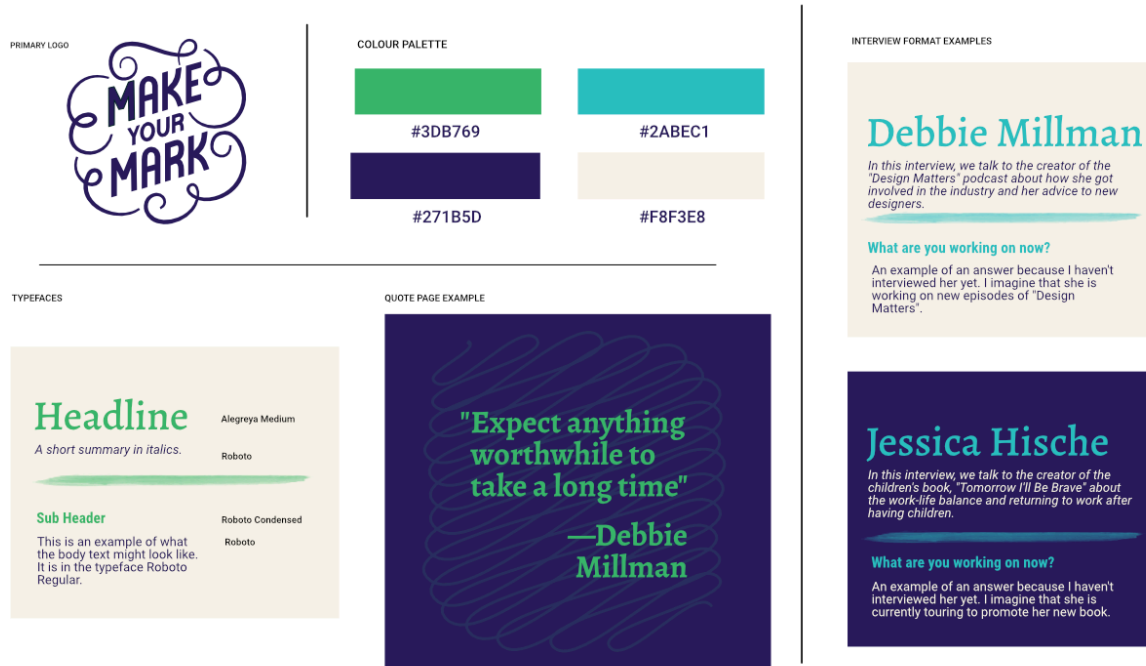 PRIMARY LOGO
MAKE
YOUR
MARK
COLOUR PALETTE
#3DB769
#2ABEC1
#271B5D
#F8F3E8
TYPEFACES
Headline
Alegreya Medium
A short summary in italics.
Roboto
Sub Header
Roboto Condensed
This is an example of what
the body text might look like.
It is in the typeface Roboto
Regular.
Roboto
QUOTE PAGE EXAMPLE
"Expect anything
worthwhile to
take a long time"
—Debbie
Millman
INTERVIEW FORMAT EXAMPLES
Debbie Millman
In this interview, we talk to the creator of the
"Design Matters" podcast about how she got
involved in the industry and her advice to new
designers.
What are you working on now?
An example of an answer because I haven't
interviewed her yet. I imagine that she is
working on new episodes of "Design
Matters".
Jessica Hische
In this interview, we talk to the creator of the
children's book, "Tomorrow I'll Be Brave" about
the work-life balance and returning to work after
having children.
What are you working on now?
An example of an answer because I haven't
interviewed her yet. I imagine that she is
currently touring to promote her new book.